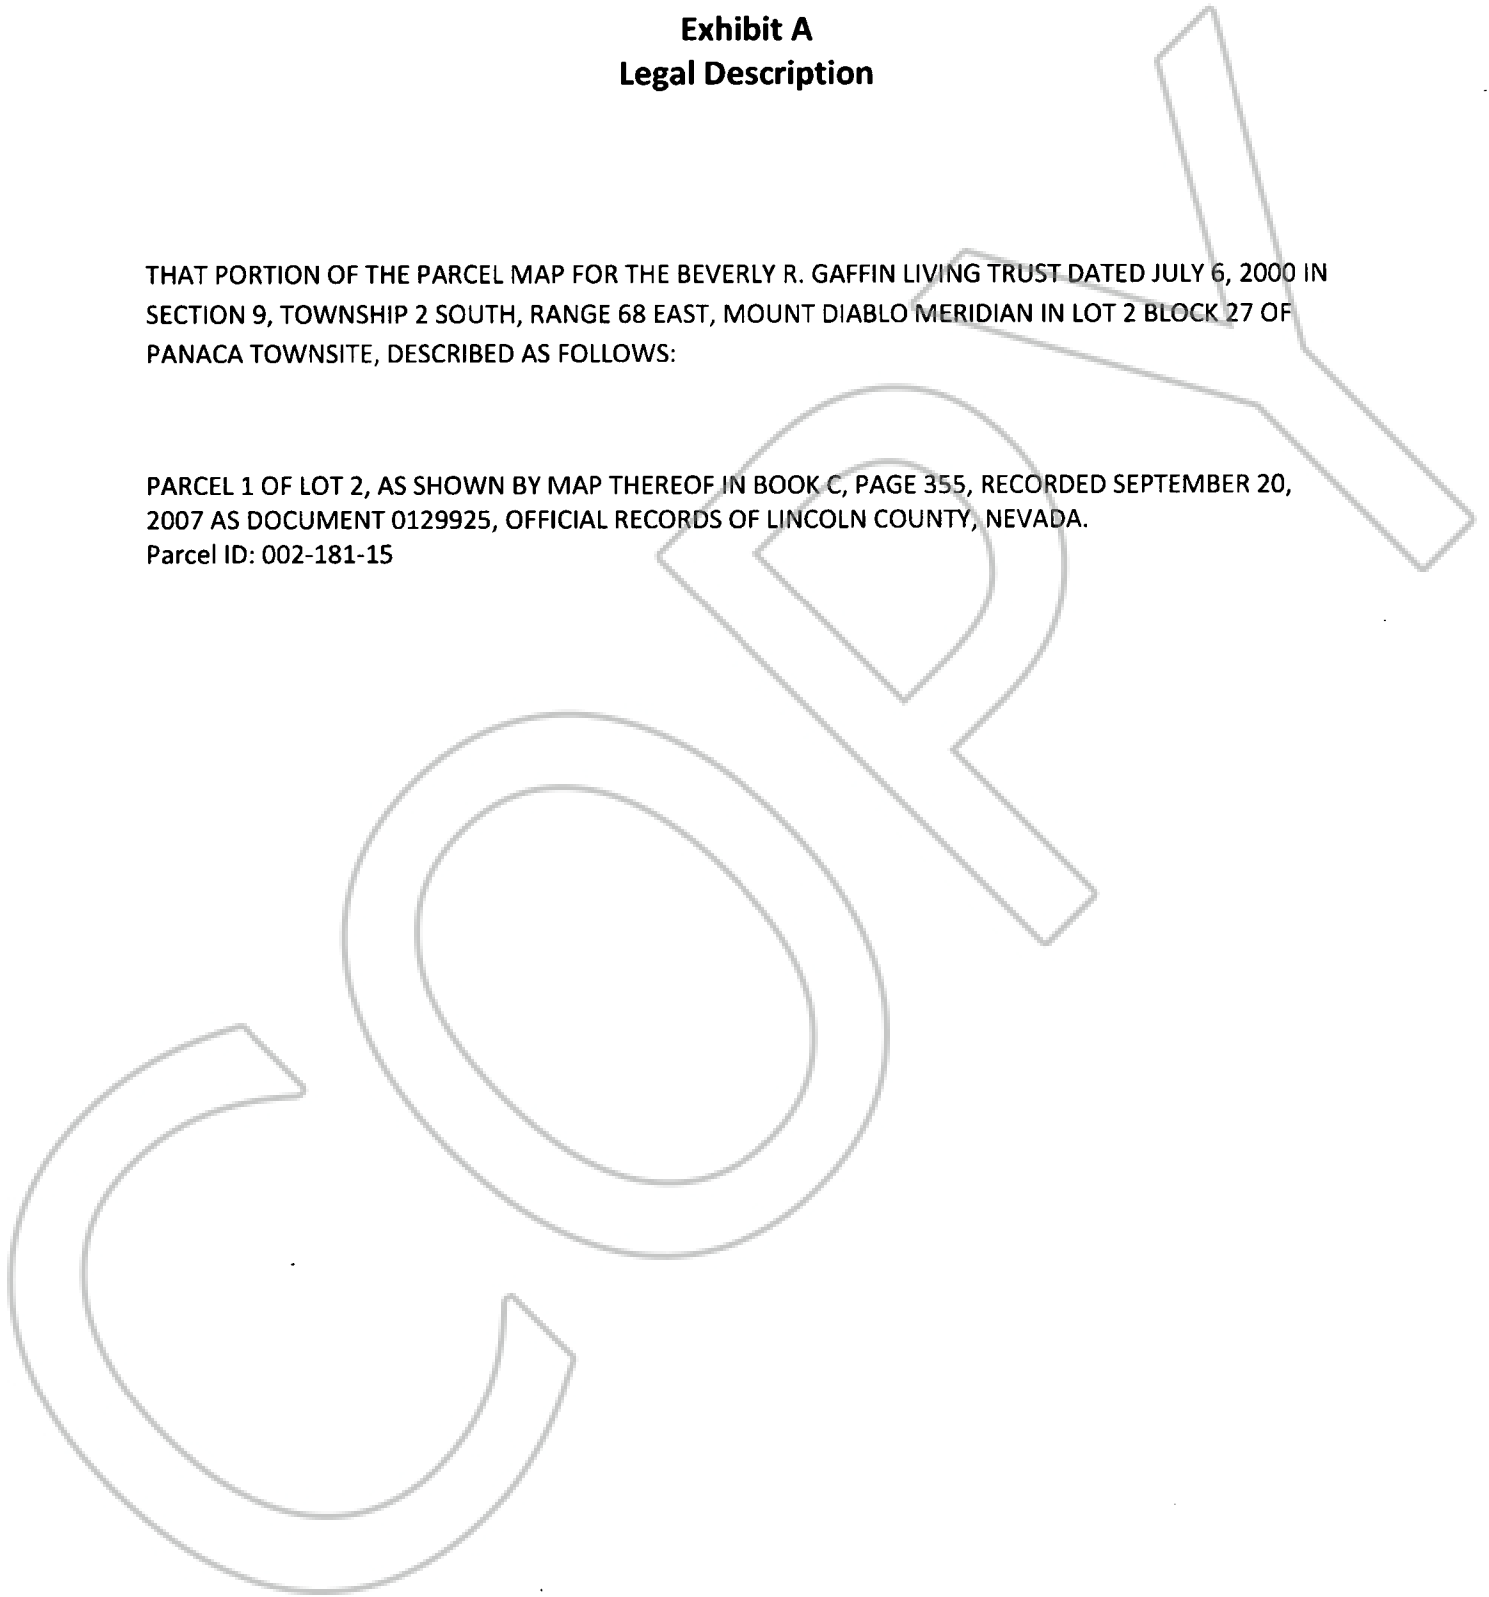 Exhibit A
Legal Description
THAT PORTION OF THE PARCEL MAP FOR THE BEVERLY R. GAFFIN LIVING TRUST DATED JULY 6, 2000 IN
SECTION 9, TOWNSHIP 2 SOUTH, RANGE 68 EAST, MOUNT DIABLO MERIDIAN IN LOT 2 BLOCK 27 OF
PANACA TOWNSITE, DESCRIBED AS FOLLOWS:
PARCEL 1 OF LOT 2, AS SHOWN BY MAP THEREOF IN BOOK C, PAGE 355, RECORDED SEPTEMBER 20,
2007 AS DOCUMENT 0129925, OFFICIAL RECORDS OF LINCOLN COUNTY, NEVADA.
Parcel ID: 002-181-15
COPY